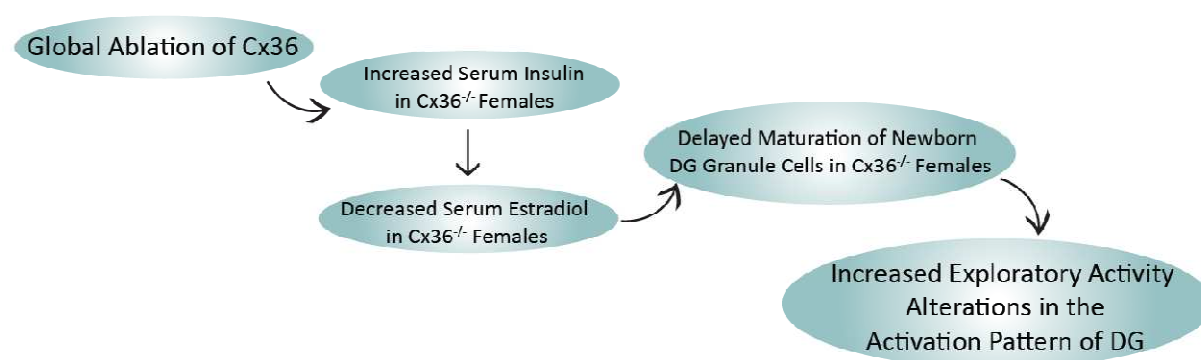 Global Ablation of Cx36
Increased Serum Insulin
in Cx36⁻/⁻ Females
Decreased Serum Estradiol
in Cx36⁻/⁻ Females
Delayed Maturation of Newborn
DG Granule Cells in Cx36⁻/⁻ Females
Increased Exploratory Activity
Alterations in the
Activation Pattern of DG